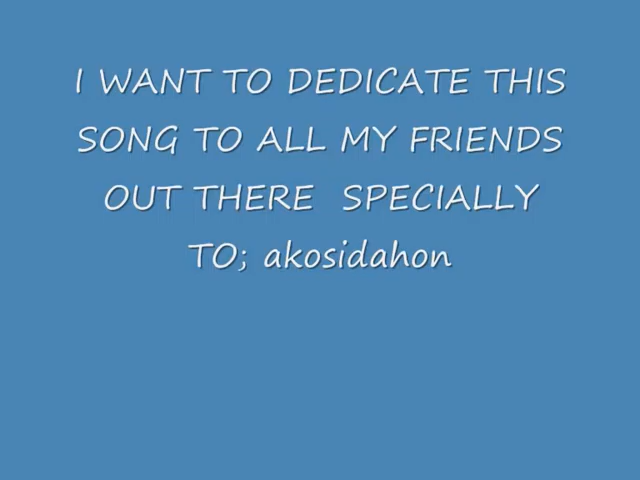 I WANT TO DEDICATE THIS
SONG TO ALL MY FRIENDS
OUT THERE  SPECIALLY
TO; akosidahon